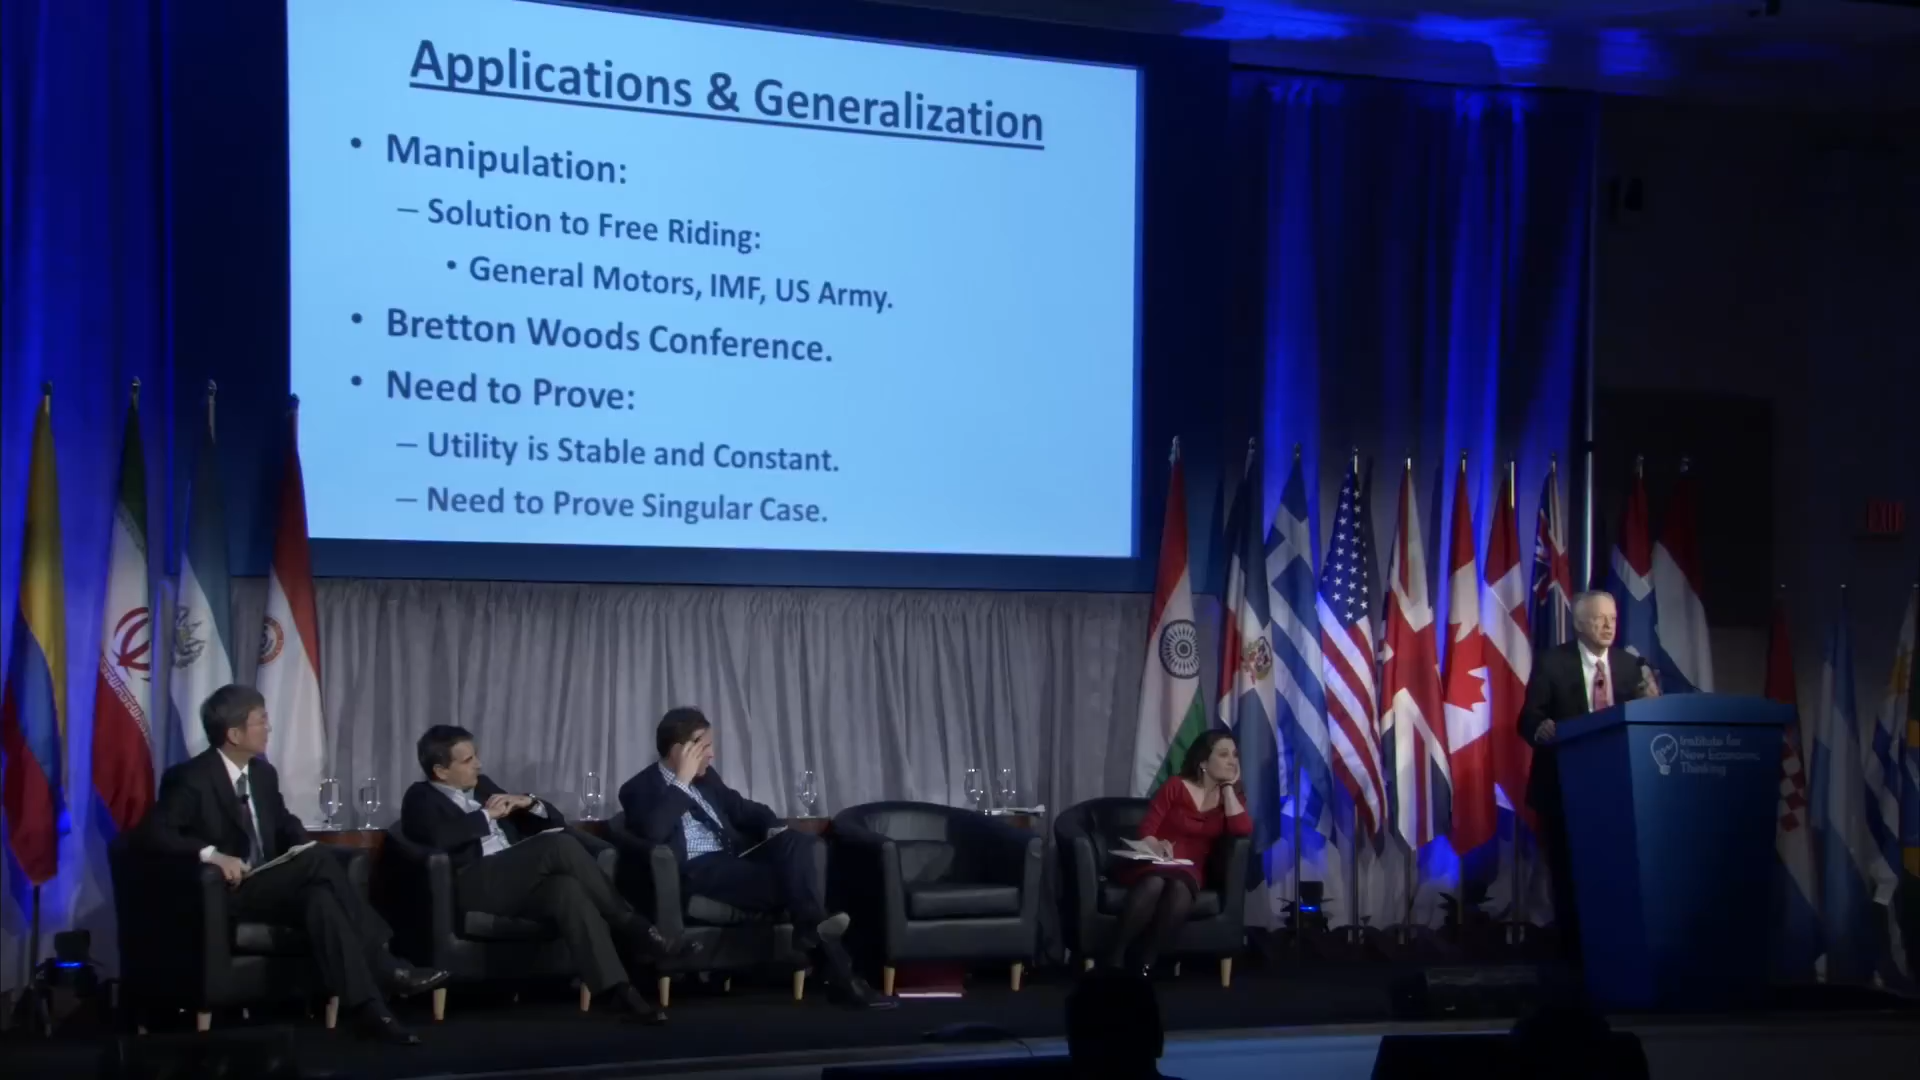 Applications & Generalization
• Manipulation:
– Solution to Free Riding:
• General Motors, IMF, US Army.
• Bretton Woods Conference.
• Need to Prove:
– Utility is Stable and Constant.
– Need to Prove Singular Case.
EXIT
Institute for
New Economic
Thinking